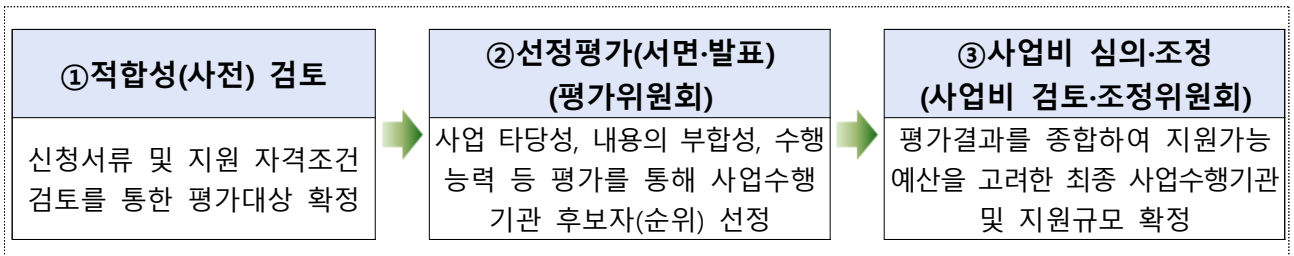 ①적합성(사전) 검토
신청서류 및 지원 자격조건
검토를 통한 평가대상 확정
②선정평가(서면·발표)
(평가위원회)
사업 타당성, 내용의 부합성, 수행
능력 등 평가를 통해 사업수행
기관 후보자(순위) 선정
③사업비 심의·조정
(사업비 검토·조정위원회)
평가결과를 종합하여 지원가능
예산을 고려한 최종 사업수행기관
및 지원규모 확정